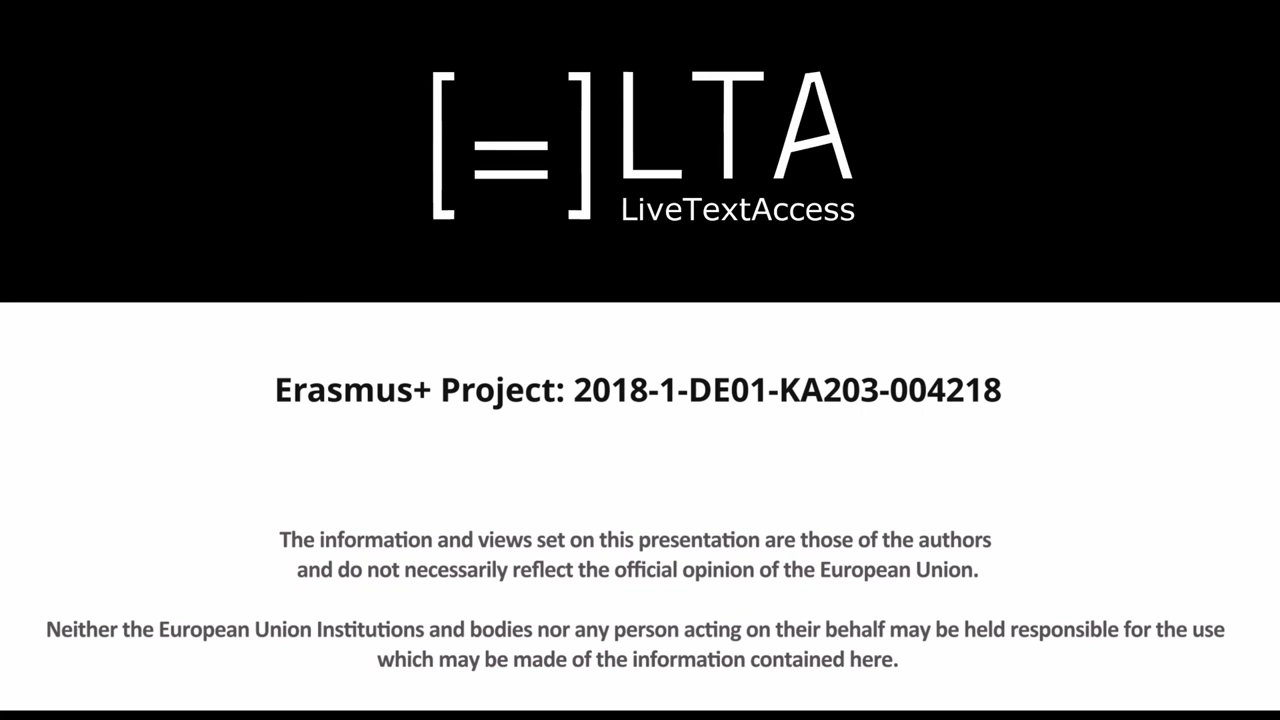 [=] LTA
LiveTextAccess
Erasmus+ Project: 2018-1-DE01-KA203-004218
The information and views set on this presentation are those of the authors
and do not necessarily reflect the official opinion of the European Union.
Neither the European Union Institutions and bodies nor any person acting on their behalf may be held responsible for the use
which may be made of the information contained here.